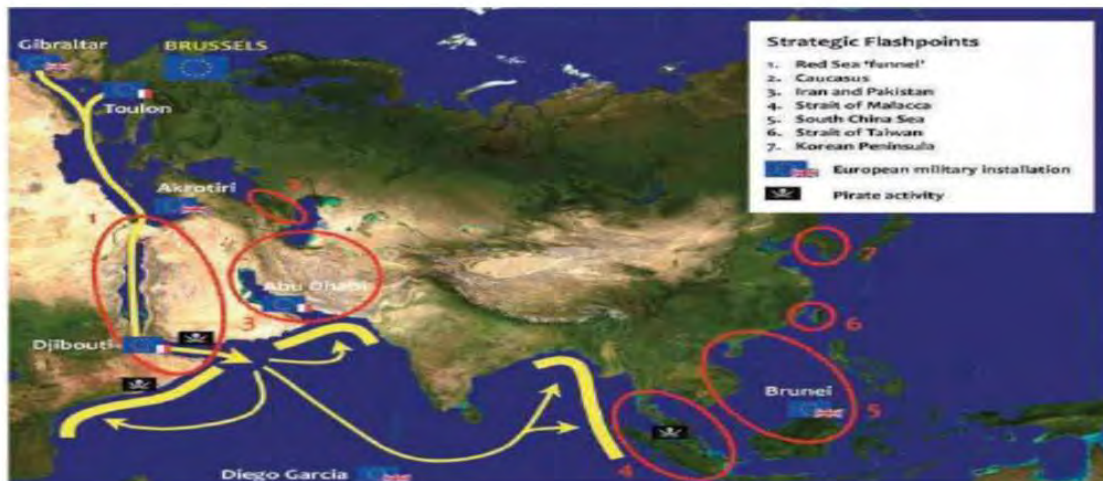 Gibraltar
BRUSSELS
Toulon
Akrotiri
Abu Dhabi
Djibouti
Diego Garcia
Brunei
1
2
3
4
5
6
7
Strategic Flashpoints
1. Red Sea 'funnel'
2. Caucasus
3. Iran and Pakistan
4. Strait of Malacca
5. South China Sea
6. Strait of Taiwan
7. Korean Peninsula
European military installation
Pirate activity